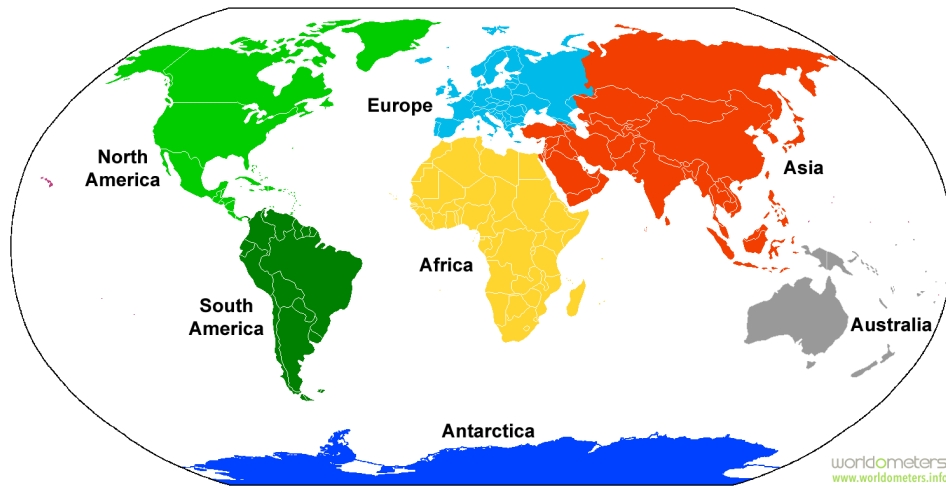 Europe
North
America
Asia
Africa
South
America
Australia
Antarctica
worldometers
www.worldometers.info